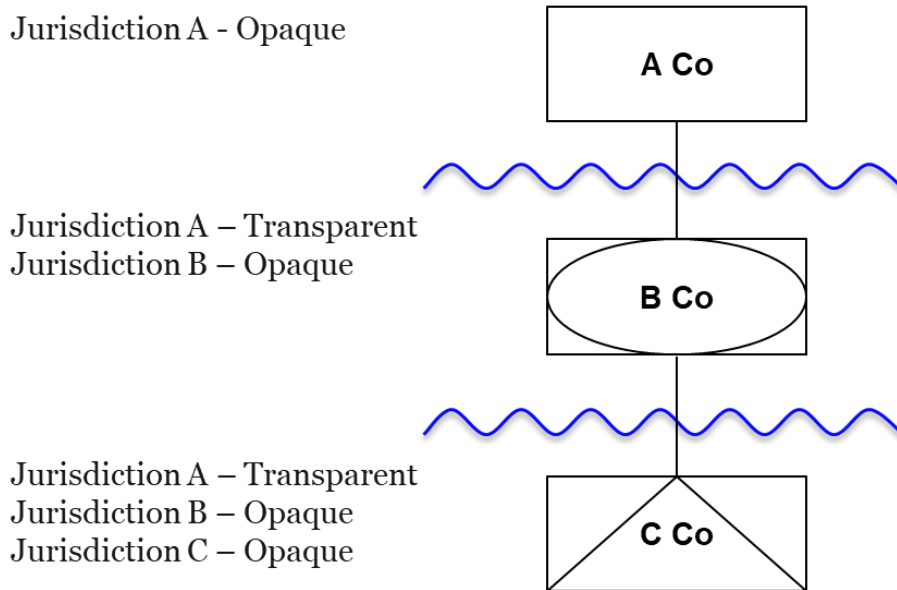 Jurisdiction A - Opaque
A Co
Jurisdiction A – Transparent
Jurisdiction B – Opaque
B Co
Jurisdiction A – Transparent
Jurisdiction B – Opaque
Jurisdiction C – Opaque
C Co